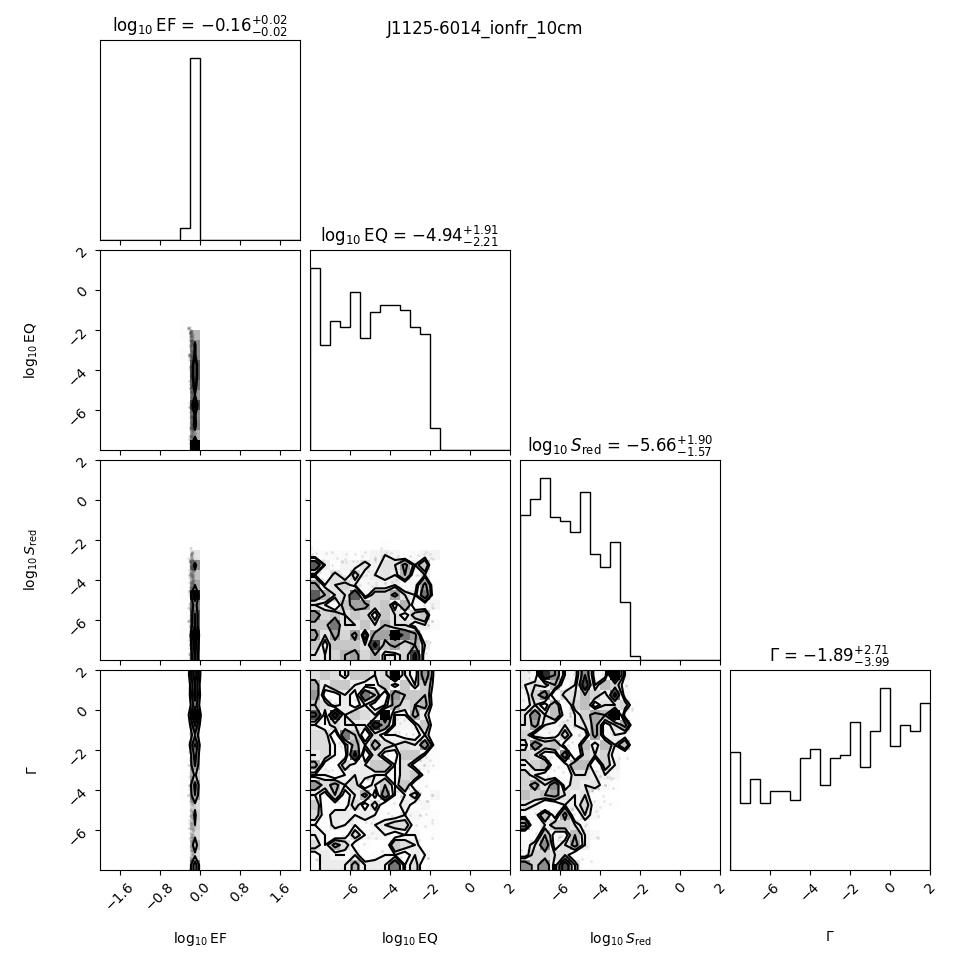 J1125-6014_ionfr_10cm
log₁₀ EF = −0.16 +0.02 −0.02
log₁₀ EQ = −4.94 +1.91 −2.21
2
0
−2
−4
−6
log₁₀ EQ
log₁₀ S_red = −5.66 +1.90 −1.57
2
0
−2
−4
−6
log₁₀ S_red
Γ = −1.89 +2.71 −3.99
2
0
−2
−4
−6
Γ
−1.6 −0.8 0.0 0.8 1.6 −6 −4 −2 0 2 −6 −4 −2 0 2 −6 −4 −2 0 2
log₁₀ EF log₁₀ EQ log₁₀ S_red Γ